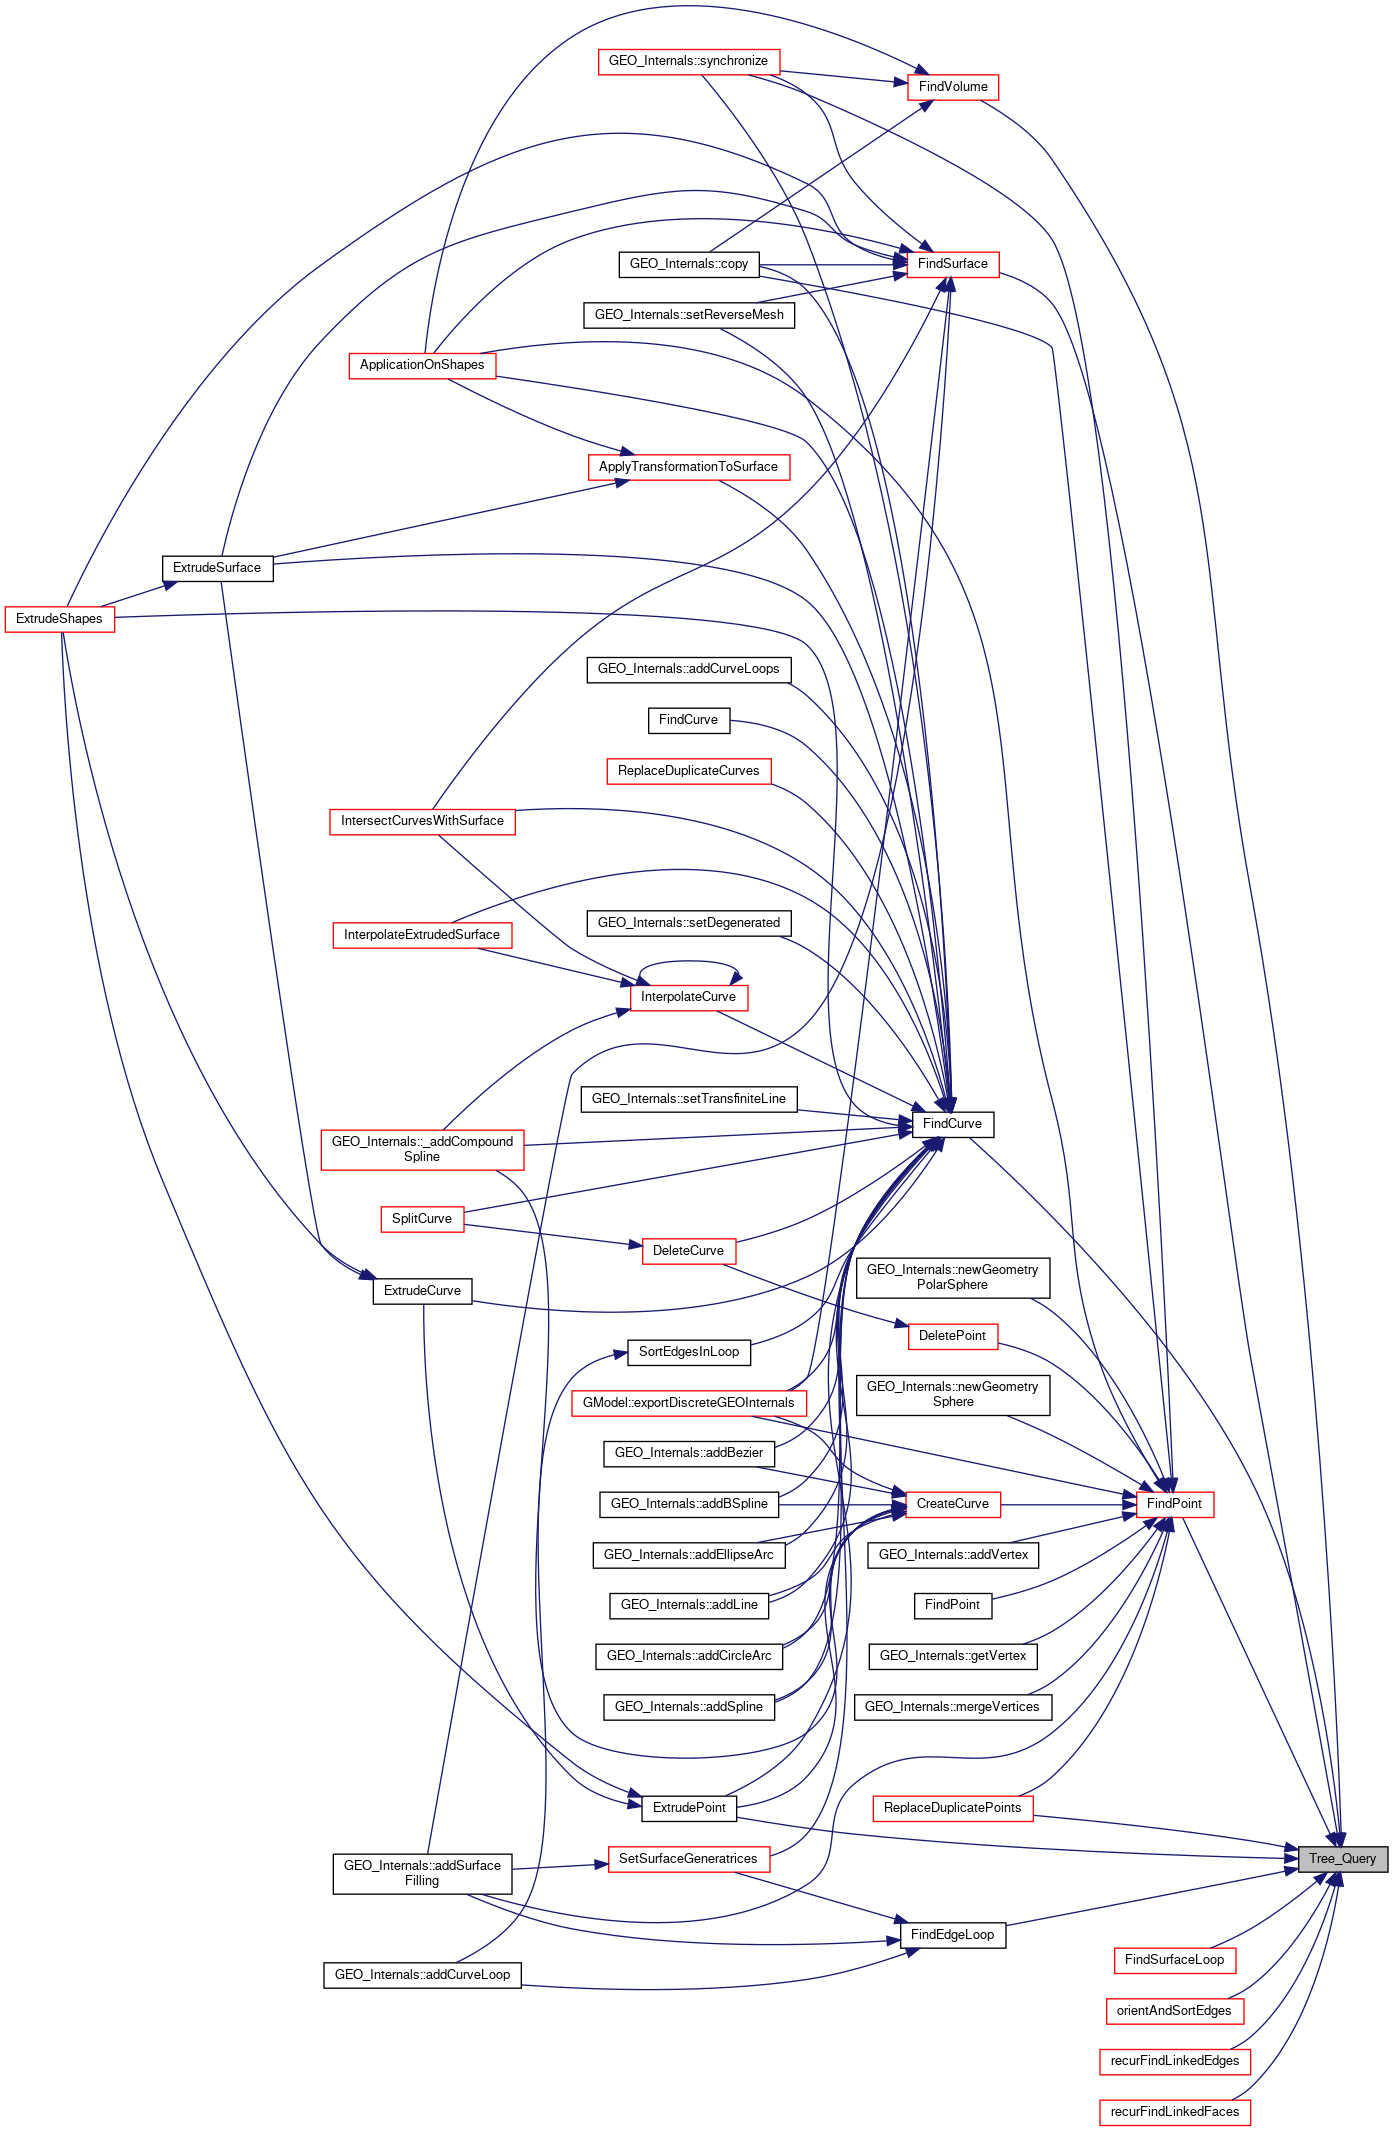 GEO_Internals::synchronize
FindVolume
GEO_Internals::copy
FindSurface
GEO_Internals::setReverseMesh
ApplicationOnShapes
ApplyTransformationToSurface
ExtrudeSurface
ExtrudeShapes
GEO_Internals::addCurveLoops
FindCurve
ReplaceDuplicateCurves
IntersectCurvesWithSurface
GEO_Internals::setDegenerated
InterpolateExtrudedSurface
InterpolateCurve
GEO_Internals::setTransfiniteLine
FindCurve
GEO_Internals::_addCompound
Spline
SplitCurve
DeleteCurve
GEO_Internals::newGeometry
PolarSphere
ExtrudeCurve
DeletePoint
SortEdgesInLoop
GEO_Internals::newGeometry
Sphere
GModel::exportDiscreteGEOInternals
GEO_Internals::addBezier
GEO_Internals::addBSpline
CreateCurve
FindPoint
GEO_Internals::addEllipseArc
GEO_Internals::addVertex
GEO_Internals::addLine
FindPoint
GEO_Internals::addCircleArc
GEO_Internals::getVertex
GEO_Internals::addSpline
GEO_Internals::mergeVertices
ExtrudePoint
ReplaceDuplicatePoints
GEO_Internals::addSurface
Filling
SetSurfaceGeneratrices
Tree_Query
FindEdgeLoop
FindSurfaceLoop
GEO_Internals::addCurveLoop
orientAndSortEdges
recurFindLinkedEdges
recurFindLinkedFaces